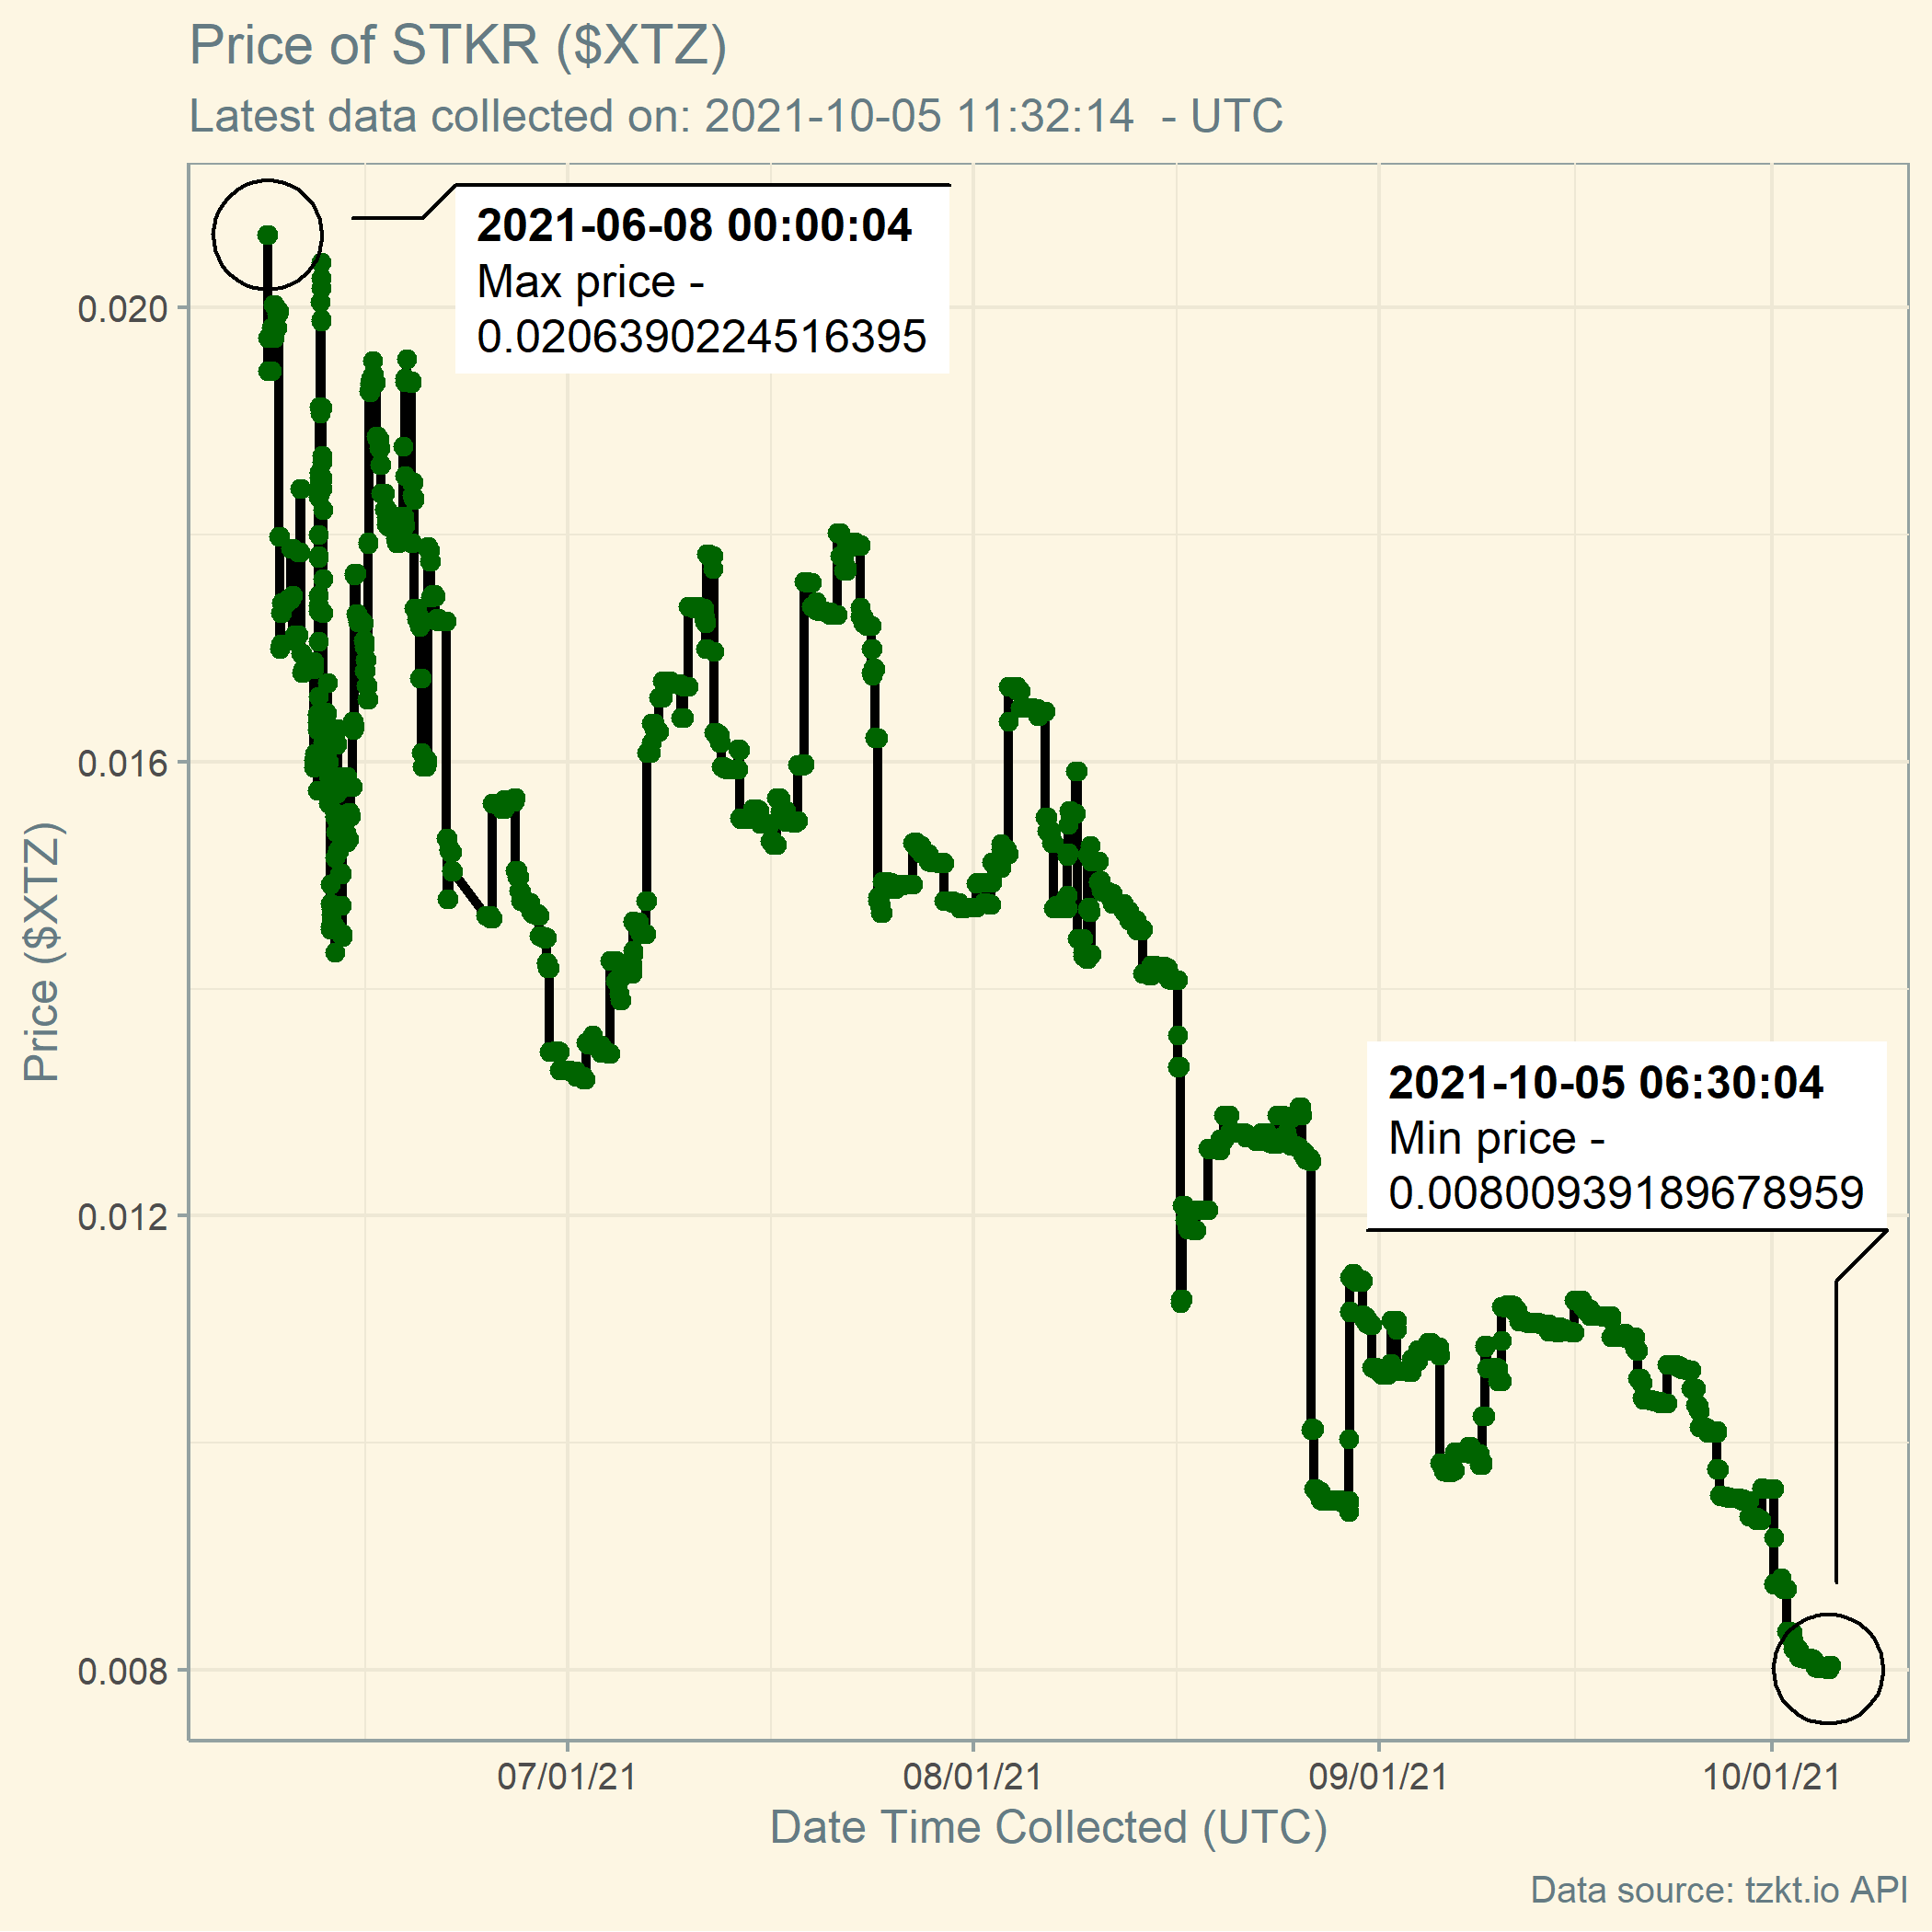 Price of STKR ($XTZ)
Latest data collected on: 2021-10-05 11:32:14  - UTC
2021-06-08 00:00:04
Max price -
0.0206390224516395
0.020
0.016
0.012
0.008
Price ($XTZ)
2021-10-05 06:30:04
Min price -
0.00800939189678959
07/01/21
08/01/21
09/01/21
10/01/21
Date Time Collected (UTC)
Data source: tzkt.io API